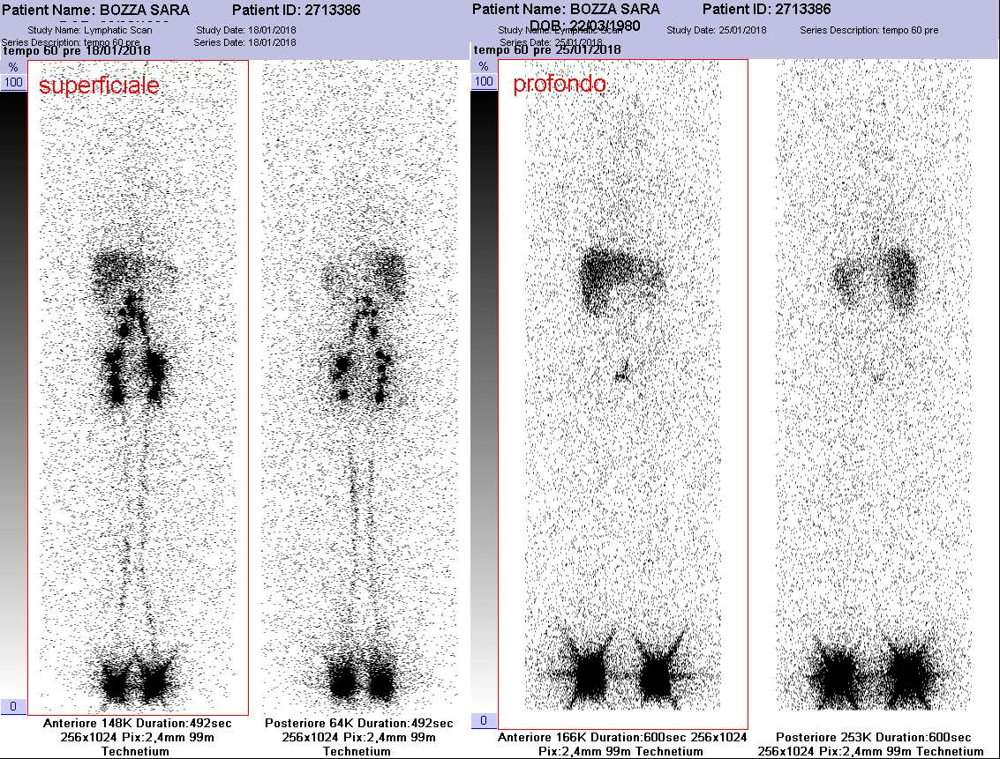 Patient Name: BOZZA SARA Patient ID: 2713386
Study Name: Lymphatic Scan Study Date: 18/01/2018
Series Description: tempo 60 pre Series Date: 18/01/2018
tempo 60 pre 18/01/2018
%
100
superficiale.
0
Anteriore 148K Duration:492sec
256x1024 Pix:2,4mm 99m
Technetium
Posteriore 64K Duration:492sec
256x1024 Pix:2,4mm 99m
Technetium
Patient Name: BOZZA SARA Patient ID: 2713386
DOB: 22/03/1980
Study Name: Lymphatic Scan Study Date: 25/01/2018 Series Description: tempo 60 pre
Series Date: 25/01/2018
tempo 60 pre 25/01/2018
%
100
profondo.
0
Anteriore 166K Duration:600sec 256x1024
Pix:2,4mm 99m Technetium
Posteriore 253K Duration:600sec
256x1024 Pix:2,4mm 99m Technetium